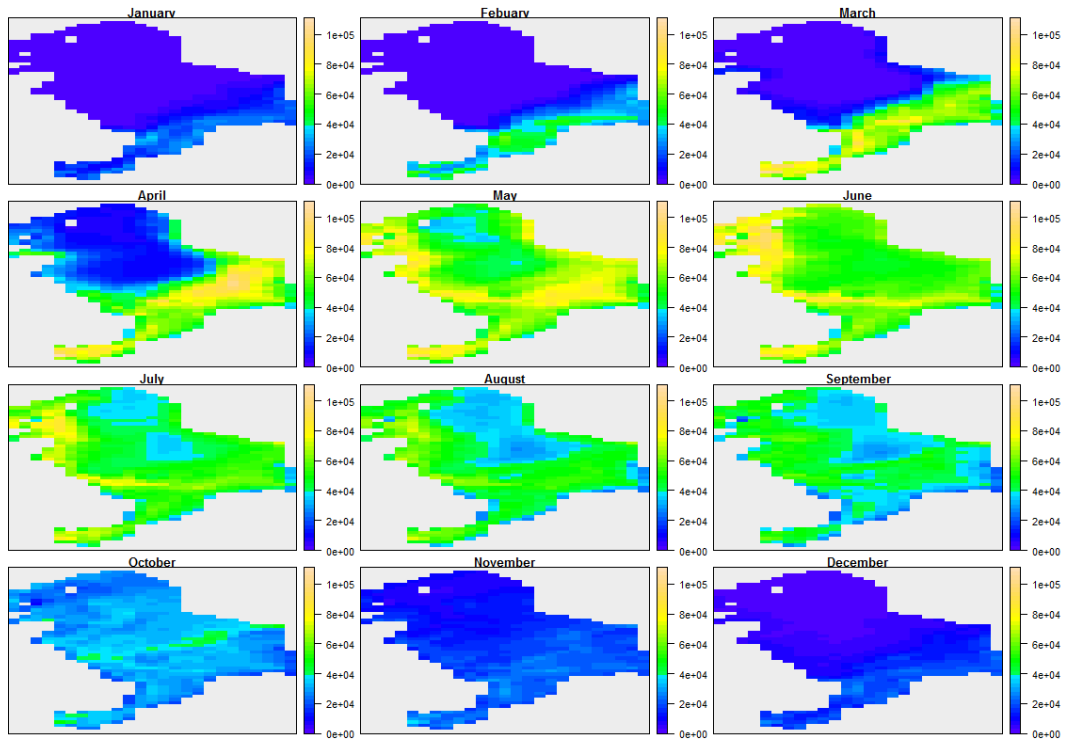 January
Febuary
March
1e+05
8e+04
6e+04
4e+04
2e+04
0e+00
1e+05
8e+04
6e+04
4e+04
2e+04
0e+00
1e+05
8e+04
6e+04
4e+04
2e+04
0e+00
April
May
June
1e+05
8e+04
6e+04
4e+04
2e+04
0e+00
1e+05
8e+04
6e+04
4e+04
2e+04
0e+00
1e+05
8e+04
6e+04
4e+04
2e+04
0e+00
July
August
September
1e+05
8e+04
6e+04
4e+04
2e+04
0e+00
1e+05
8e+04
6e+04
4e+04
2e+04
0e+00
1e+05
8e+04
6e+04
4e+04
2e+04
0e+00
October
November
December
1e+05
8e+04
6e+04
4e+04
2e+04
0e+00
1e+05
8e+04
6e+04
4e+04
2e+04
0e+00
1e+05
8e+04
6e+04
4e+04
2e+04
0e+00